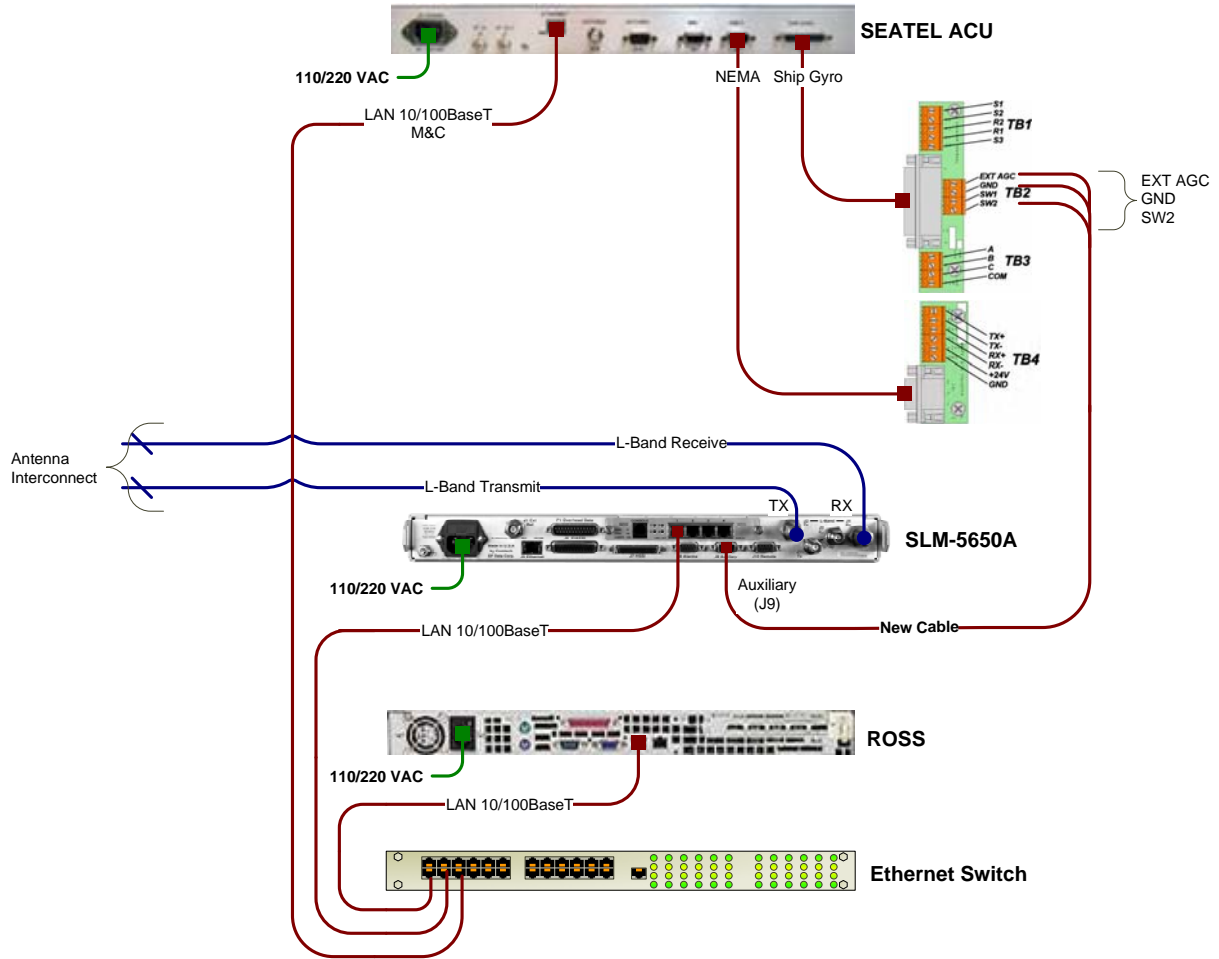 SEATEL ACU
110/220 VAC
NEMA
Ship Gyro
LAN 10/100BaseT
M&C
S1
S2
R2
R1
S3
TB1
EXT AGC
GND
SW1
SW2
TB2
EXT AGC
GND
SW2
A
B
C
COM
TB3
TX+
TX-
RX+
RX-
+24V
GND
TB4
L-Band Receive
Antenna
Interconnect
L-Band Transmit
TX
RX
SLM-5650A
110/220 VAC
Auxiliary
(J9)
LAN 10/100BaseT
New Cable
ROSS
110/220 VAC
LAN 10/100BaseT
Ethernet Switch